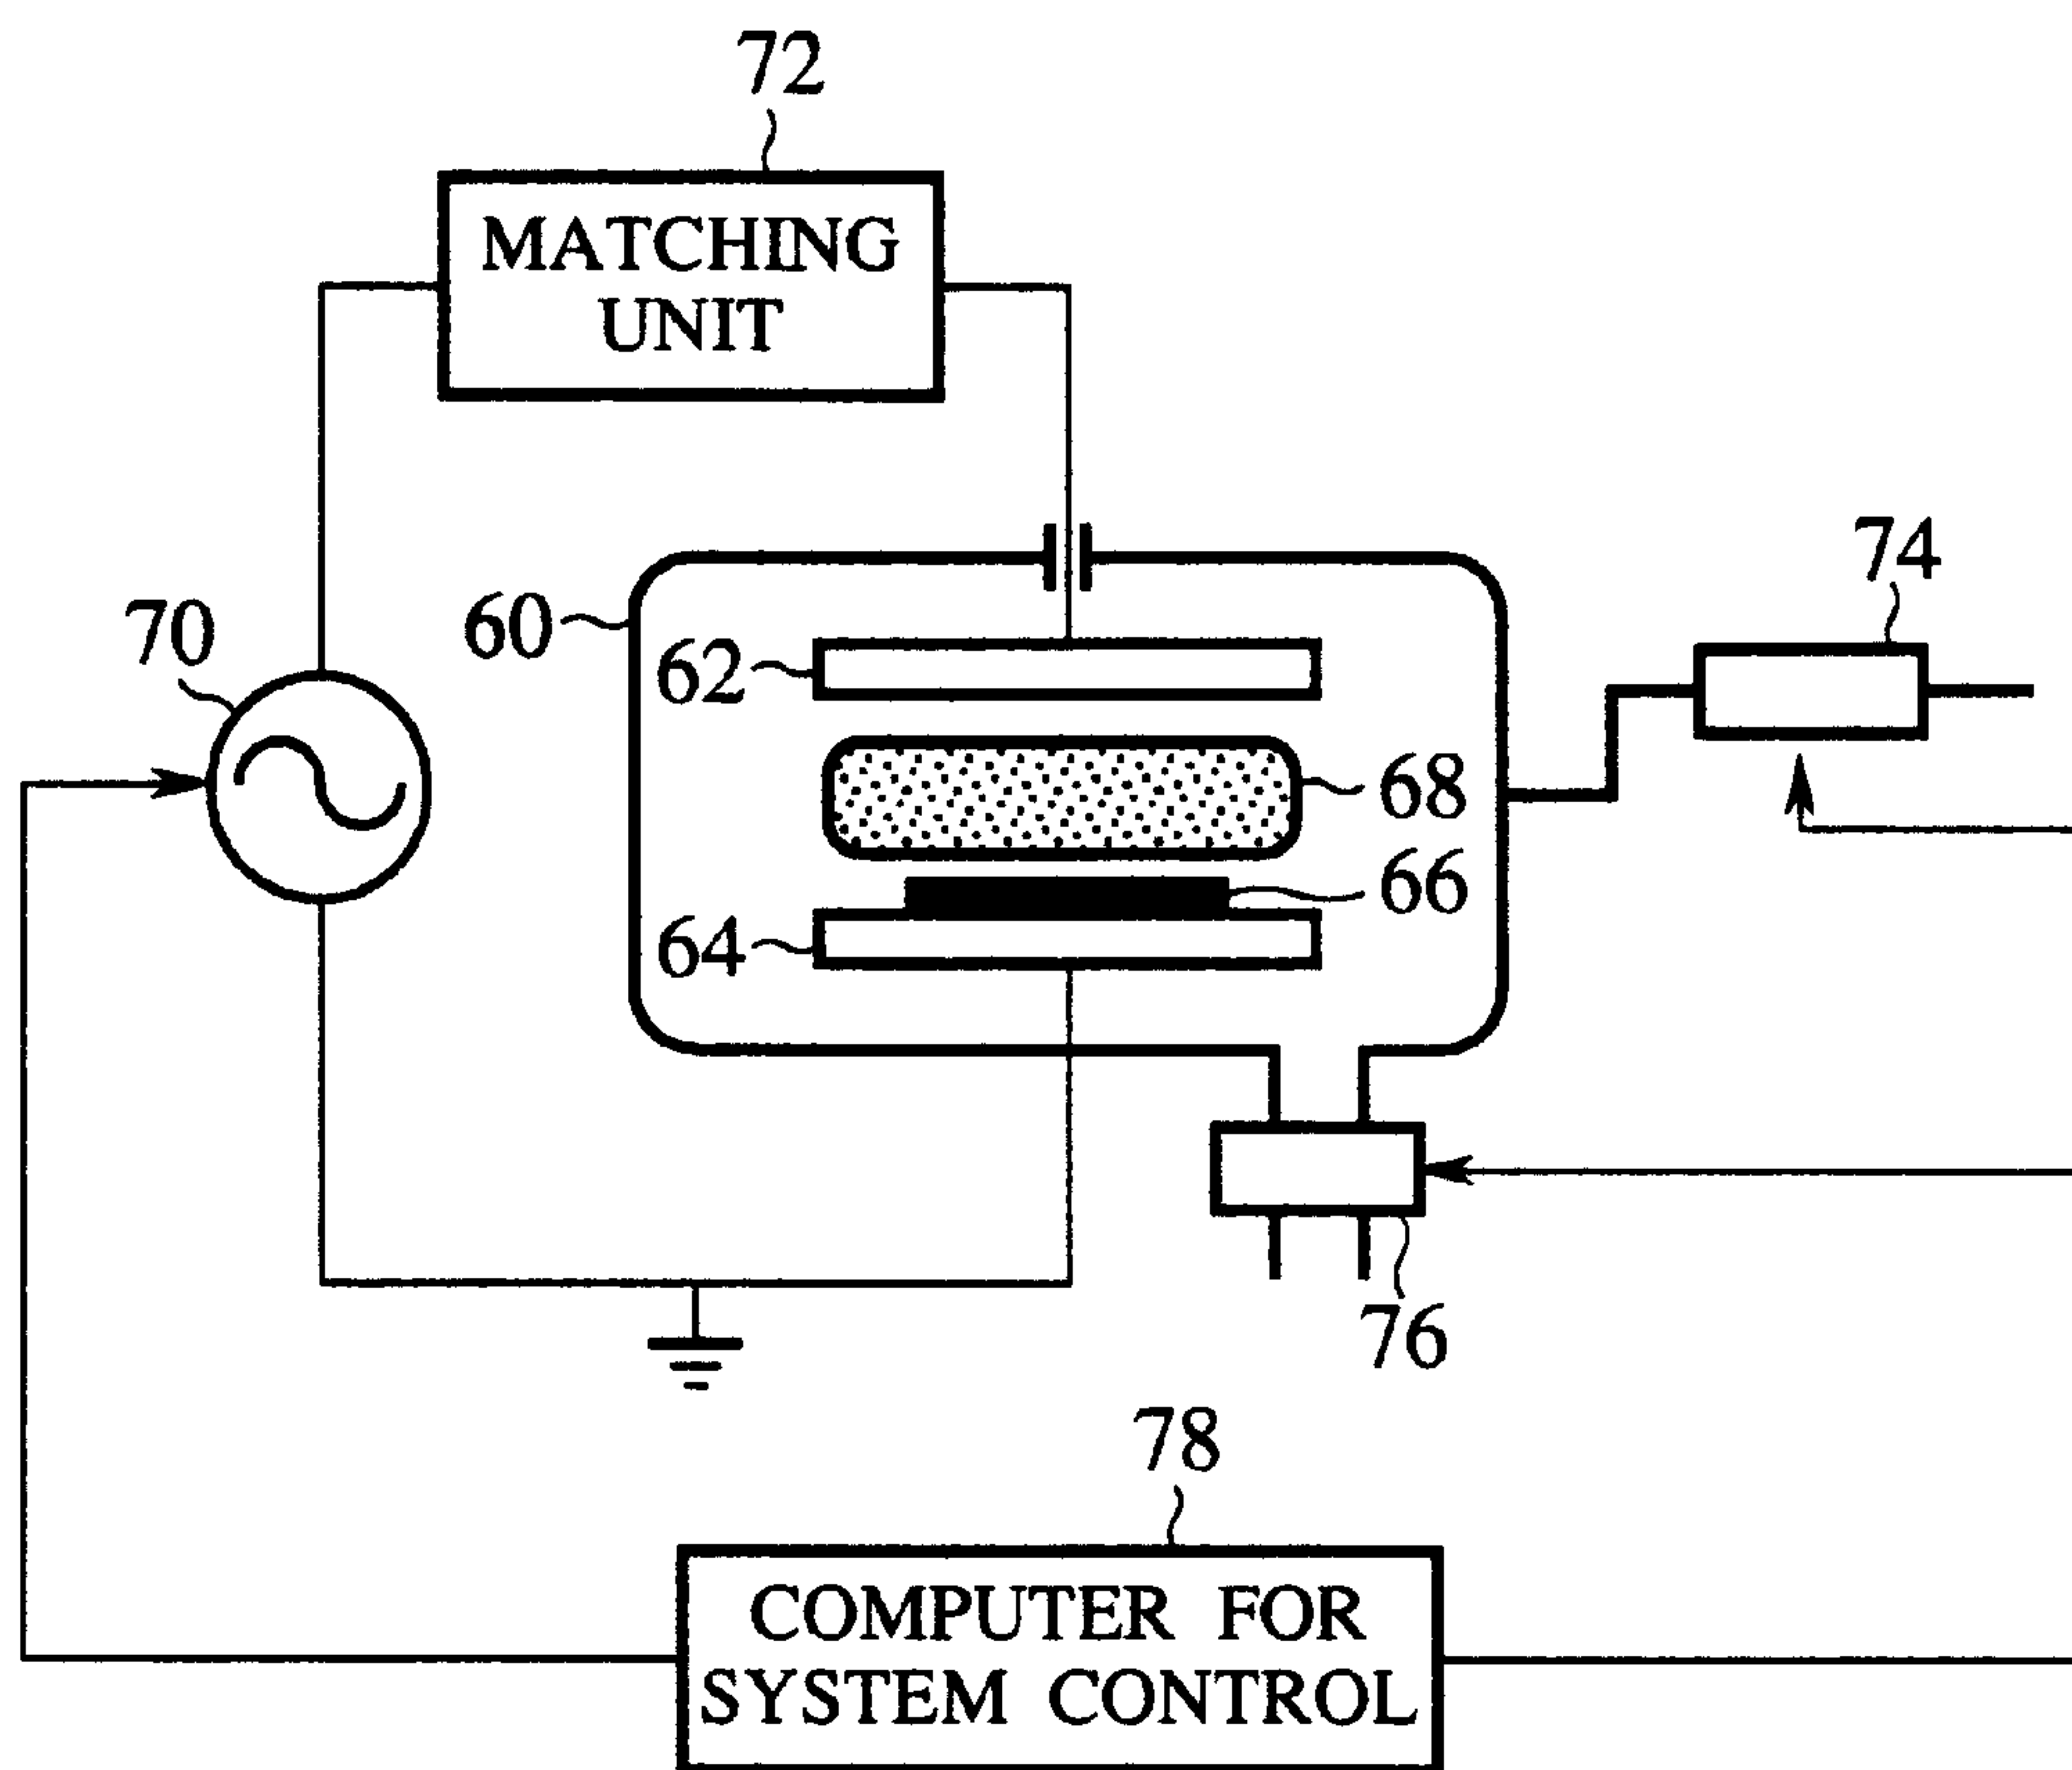 72
MATCHING
UNIT
74
70
60
62
68
66
64
76
78
COMPUTER FOR
SYSTEM CONTROL